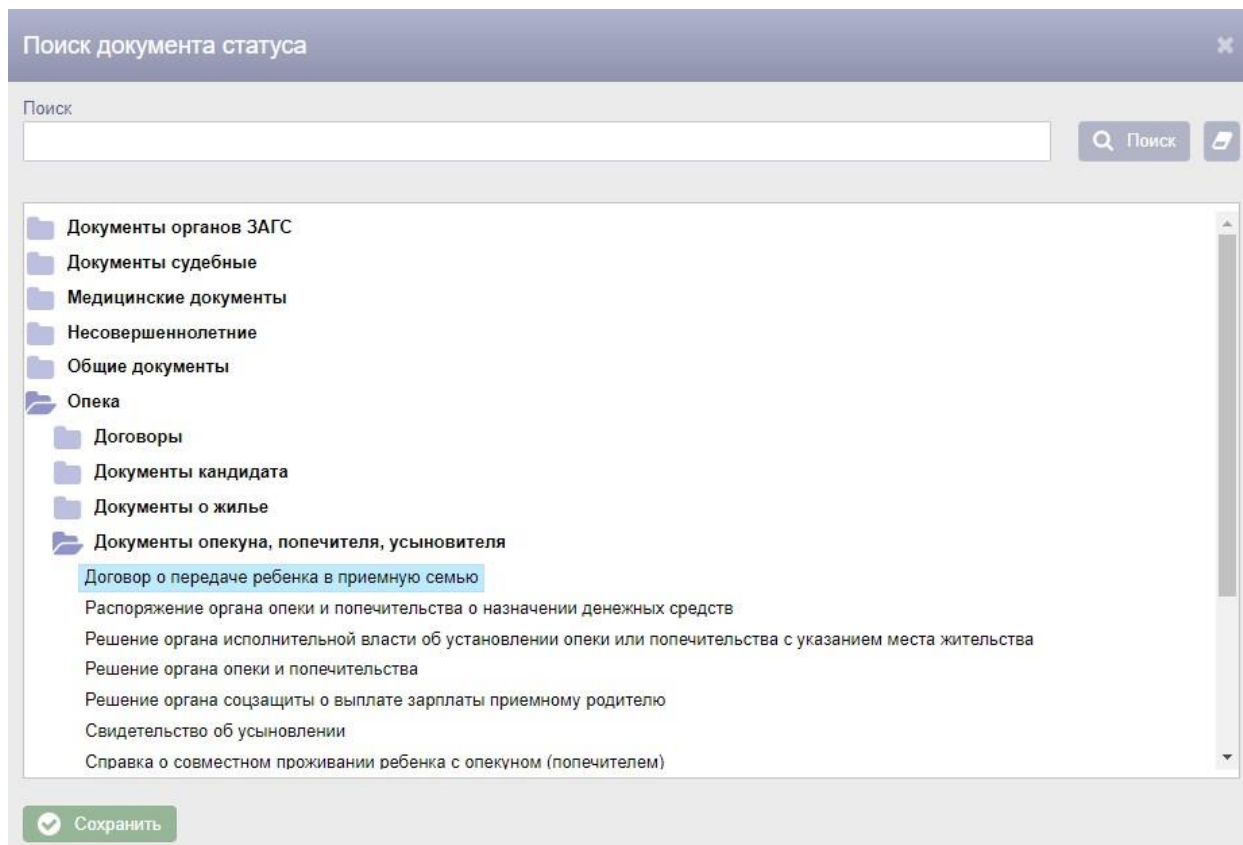 Поиск документа статуса
Поиск
Поиск
Документы органов ЗАГС
Документы судебные
Медицинские документы
Несовершеннолетние
Общие документы
Опека
Договоры
Документы кандидата
Документы о жилье
Документы опекуна, попечителя, усыновителя
Договор о передаче ребенка в приемную семью
Распоряжение органа опеки и попечительства о назначении денежных средств
Решение органа исполнительной власти об установлении опеки или попечительства с указанием места жительства
Решение органа опеки и попечительства
Решение органа соцзащиты о выплате зарплаты приемному родителю
Свидетельство об усыновлении
Справка о совместном проживании ребенка с опекуном (попечителем)
Сохранить